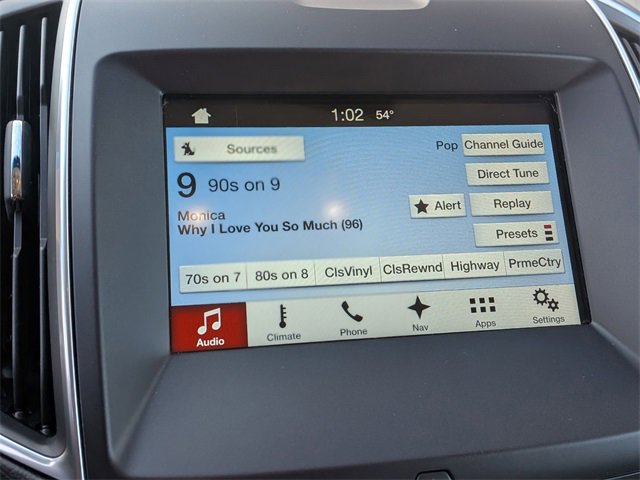 1:02 54°
Sources
Pop Channel Guide
Direct Tune
9 90s on 9
Alert Replay
Monica
Why I Love You So Much (96)
Presets
70s on 7 80s on 8 ClsVinyl ClsRewnd Highway PrmeCtry
Audio Climate Phone Nav Apps Settings